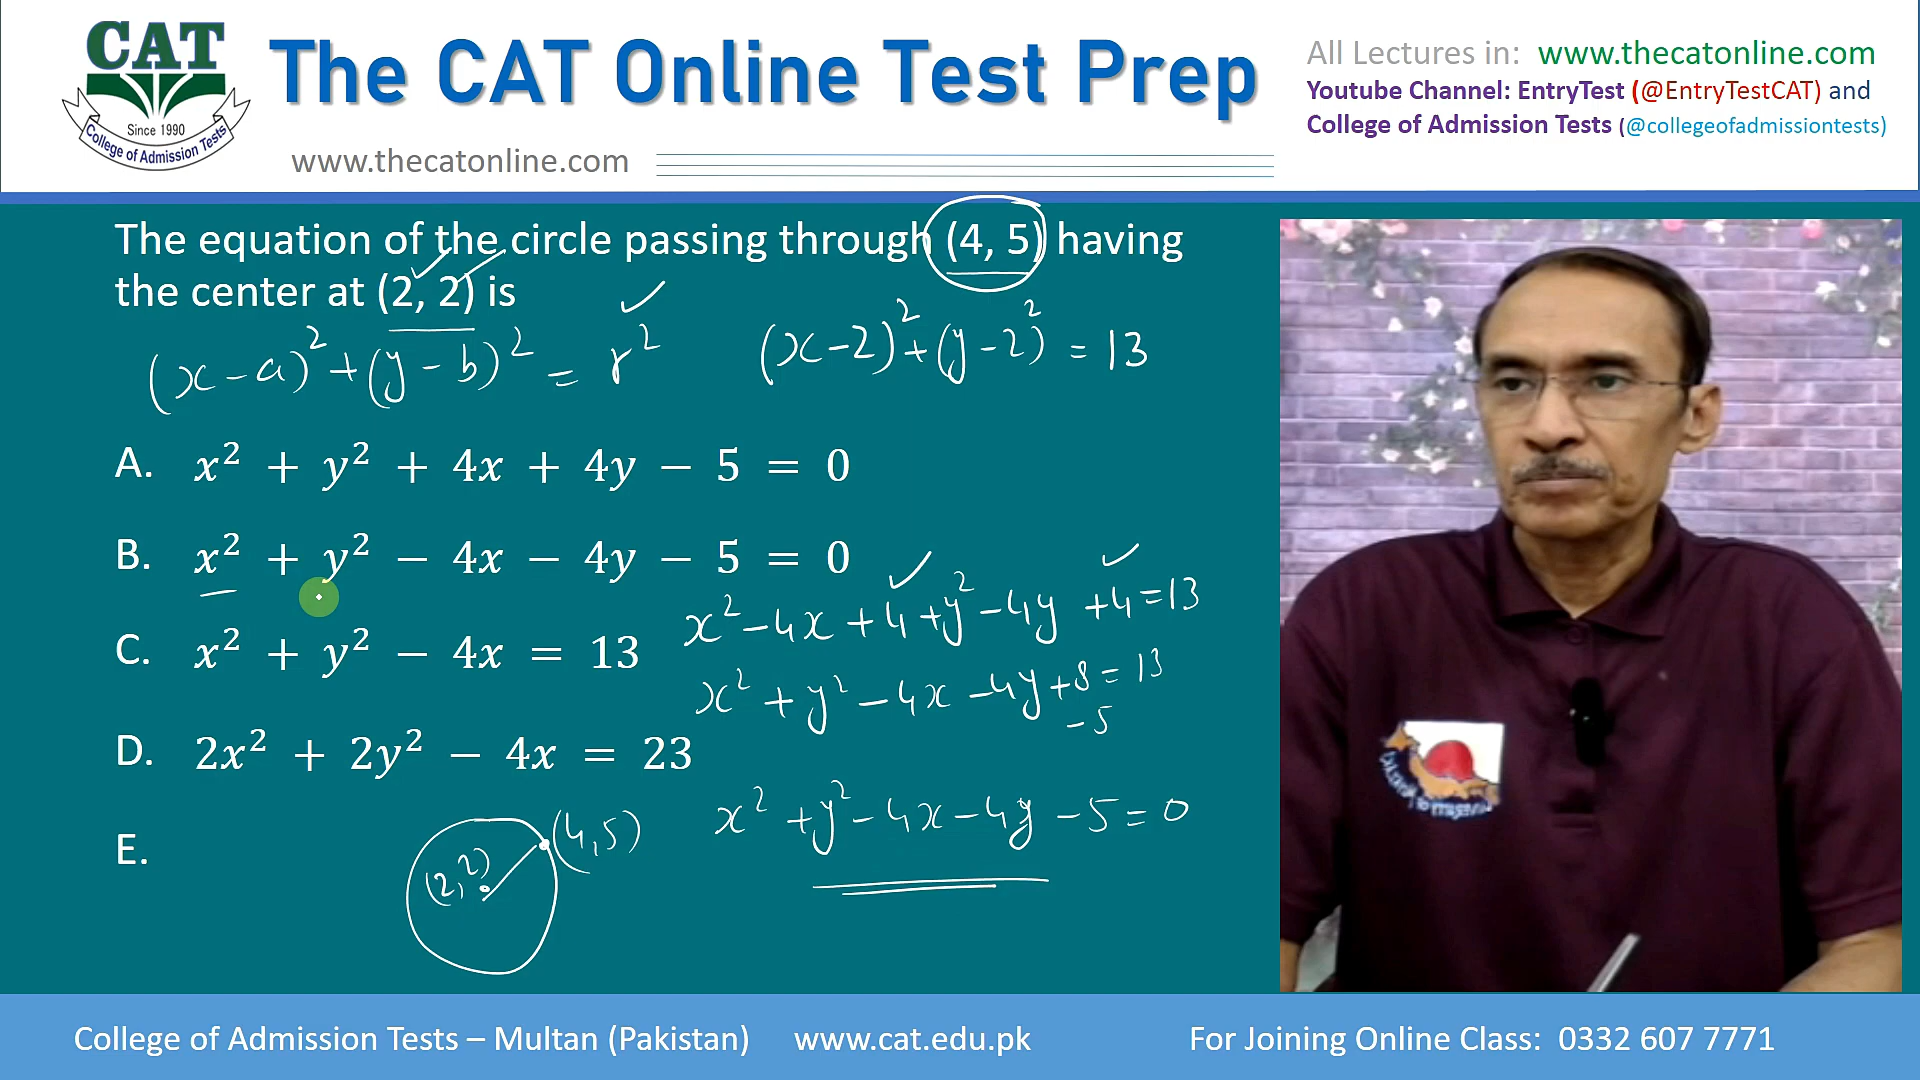 CAT
Since 1990
College of Admission Tests
The CAT Online Test Prep
www.thecatonline.com
All Lectures in: www.thecatonline.com
Youtube Channel: EntryTest (@EntryTestCAT) and
College of Admission Tests (@collegeofadmissiontests)
The equation of the circle passing through (4, 5) having
the center at (2, 2) is
(x-a)² + (y-b)² = r²
(x-2)² + (y-2)² = 13
A. x² + y² + 4x + 4y − 5 = 0
B. x² + y² − 4x − 4y − 5 = 0
x² - 4x + 4 + y² - 4y + 4 = 13
C. x² + y² − 4x = 13
x² + y² - 4x - 4y + 8 = 13
-5
D. 2x² + 2y² − 4x = 23
x² + y² - 4x - 4y - 5 = 0
E.
(2,2)
(4,5)
College of Admission Tests – Multan (Pakistan) www.cat.edu.pk For Joining Online Class: 0332 607 7771